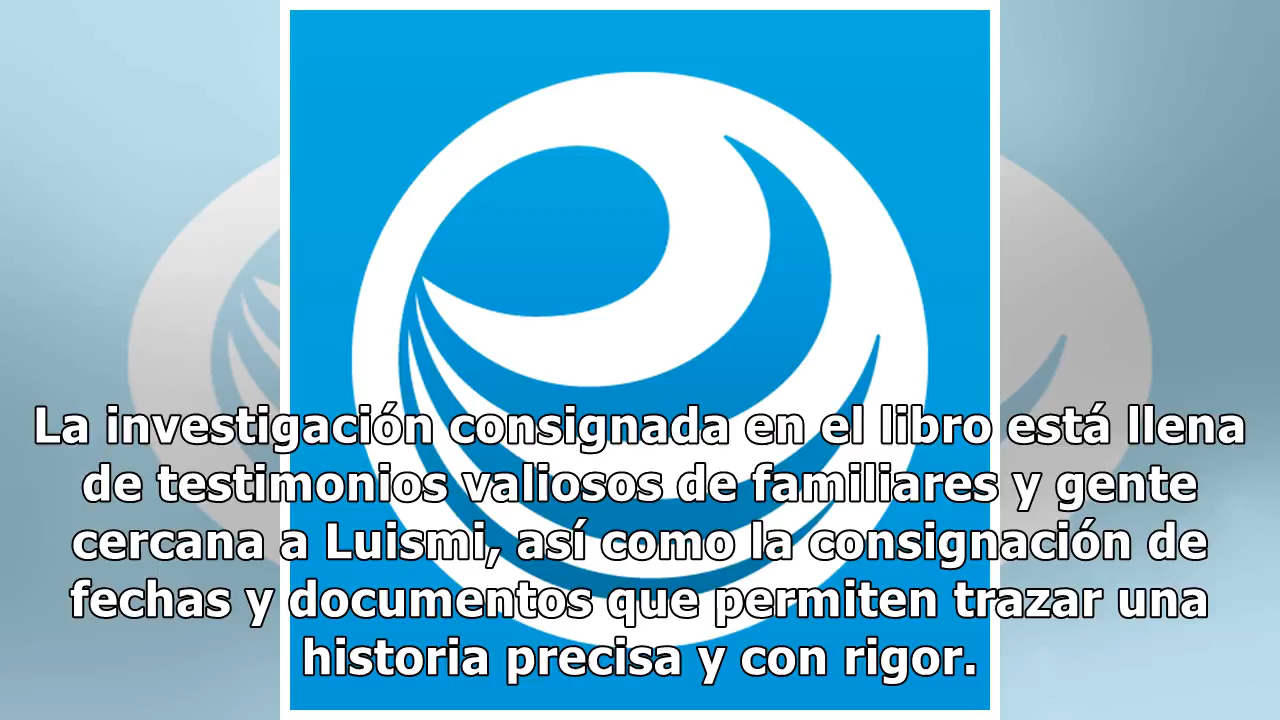 La investigación consignada en el libro está llena
de testimonios valiosos de familiares y gente
cercana a Luismi, así como la consignación de
fechas y documentos que permiten trazar una
historia precisa y con rigor.